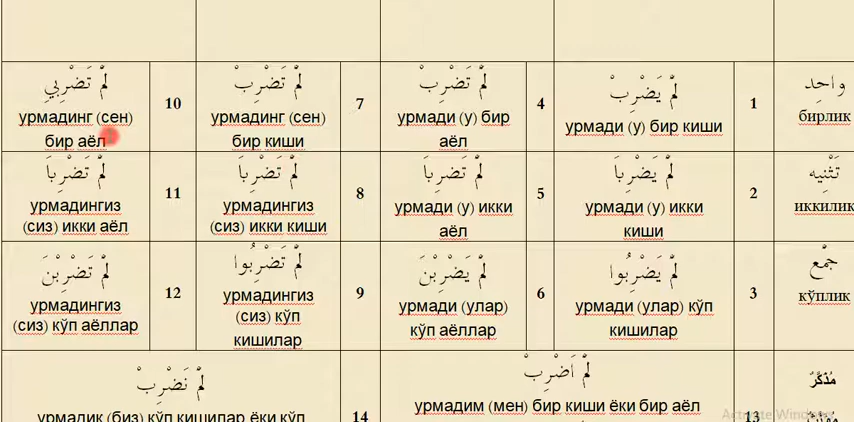 وَاحِدِ
бирлик
1
لَمْ يَضْرِبْ
урмади (у) бир киши
4
لَمْ تَضْرِبْ
урмади (у) бир
аёл
7
لَمْ تَضْرِبْ
урмадинг (сен)
бир киши
10
لَمْ تَضْرِبِي
урмадинг (сен)
бир аёл
تَثْنِيه
иккилик
2
لَمْ يَضْرِبَا
урмади (у) икки
киши
5
لَمْ تَضْرِبَا
урмади (у) икки
аёл
8
لَمْ تَضْرِبَا
урмадингиз
(сиз) икки киши
11
لَمْ تَضْرِبَا
урмадингиз
(сиз) икки аёл
جَمْع
кўплик
3
لَمْ يَضْرِبُوا
урмади (улар) кўп
кишилар
6
لَمْ يَضْرِبْنَ
урмади (улар)
кўп аёллар
9
لَمْ تَضْرِبُوا
урмадингиз
(сиз) кўп
кишилар
12
لَمْ تَضْرِبْنَ
урмадингиз
(сиз) кўп аёллар
مُذَكَّرْ
13
لَمْ اَضْرِبْ
урмадим (мен) бир киши ёки бир аёл
14
لَمْ نَضْرِبْ
урмадик (биз) кўп кишилар ёки кўп
Activate Windows